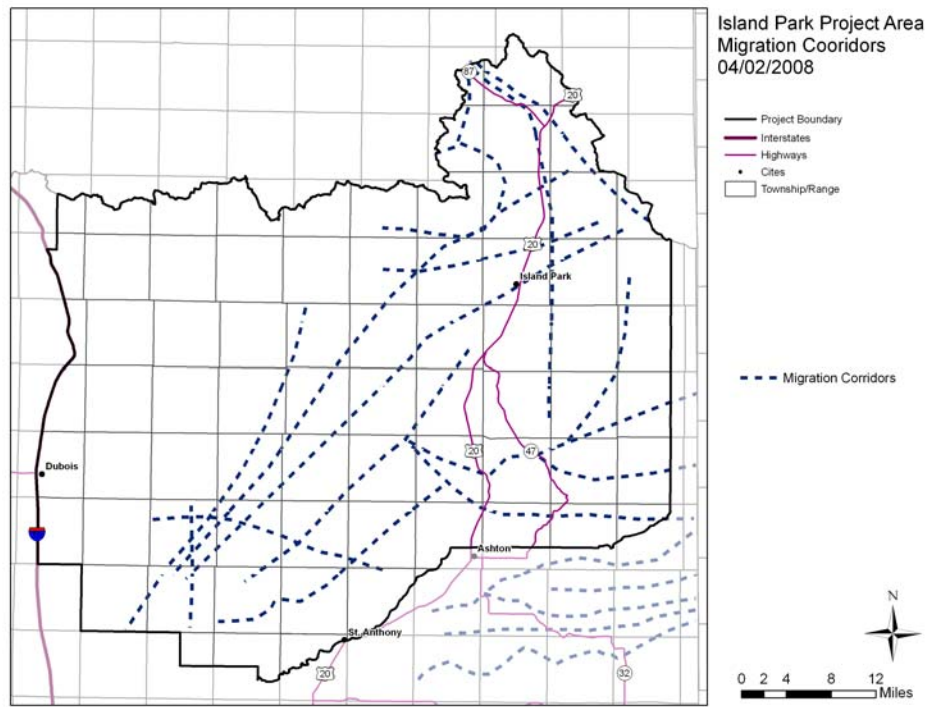 Island Park Project Area
Migration Cooridors
04/02/2008
Project Boundary
Interstates
Highways
Cites
Township/Range
Migration Corridors
87
20
20
Island Park
Dubois
20
47
Ashton
St. Anthony
20
32
N
0 2 4 8 12
Miles